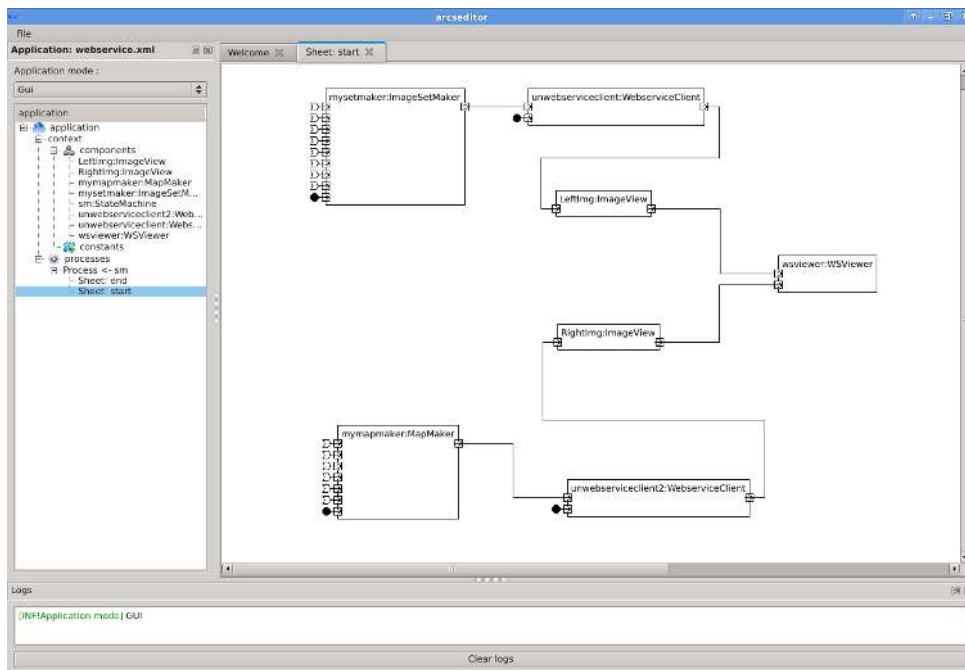 arcseditor
File
Application: webservice.xml
Application mode :
Gui
application
application
context
components
LeftImg:ImageView
RightImg:ImageView
mymapmaker:MapMaker
mysetmaker:ImageSetM...
sm:StateMachine
unwebserviceclient2:Web...
unwebserviceclient:Webs...
wsviewer:WSViewer
constants
processes
Process <- sm
Sheet: end
Sheet: start
Welcome
Sheet: start
mysetmaker:ImageSetMaker
unwebserviceclient:WebserviceClient
LeftImg:ImageView
wsviewer:WSViewer
RightImg:ImageView
mymapmaker:MapMaker
unwebserviceclient2:WebserviceClient
Logs
[INF!Application mode] GUI
Clear logs